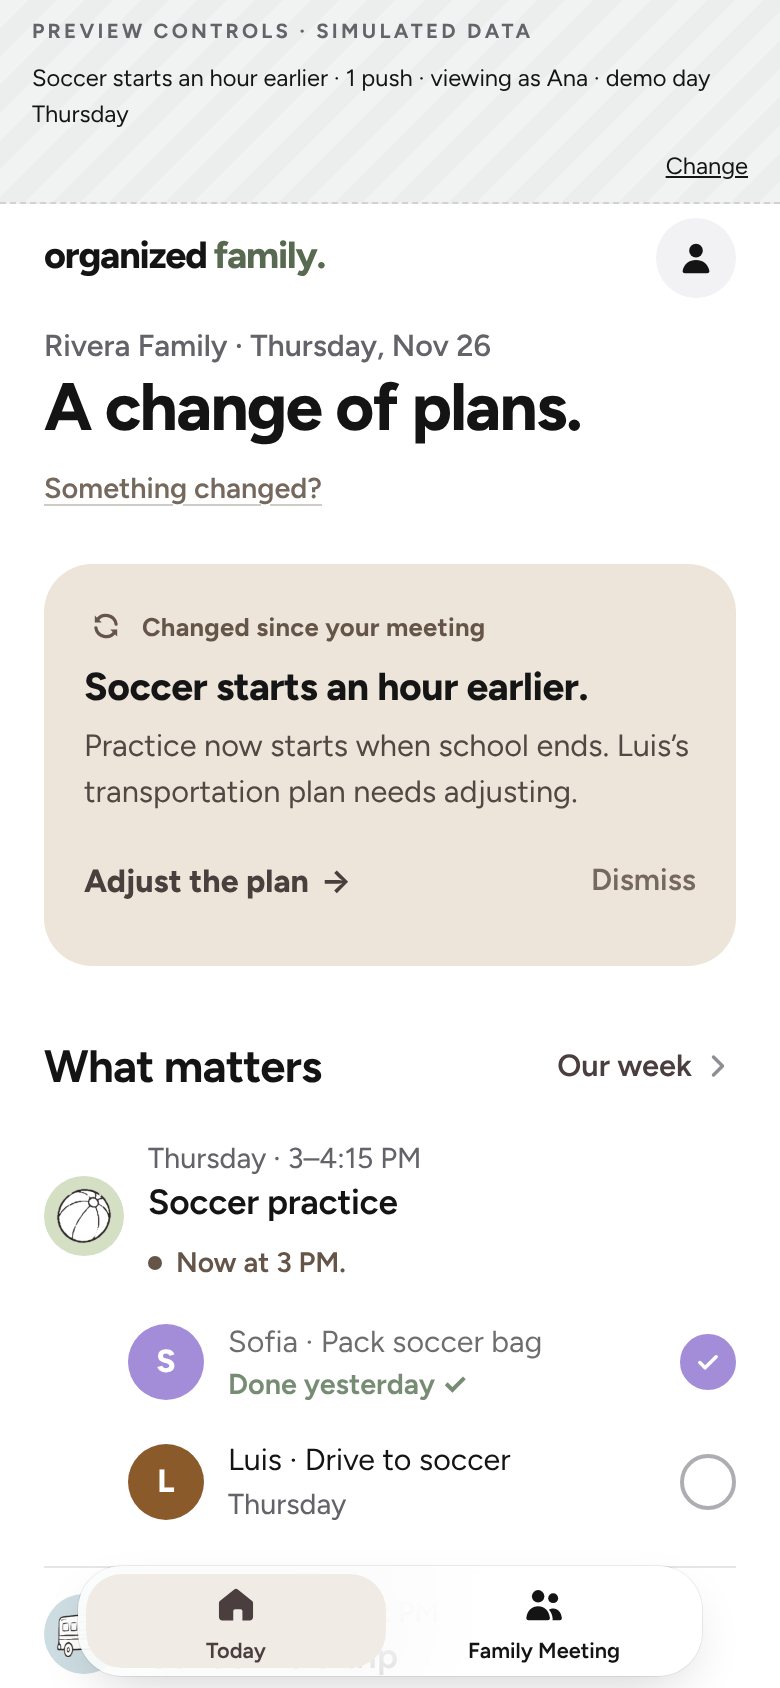 PREVIEW CONTROLS · SIMULATED DATA
Soccer starts an hour earlier · 1 push · viewing as Ana · demo day
Thursday
Change
organized family.
Rivera Family · Thursday, Nov 26
A change of plans.
Something changed?
Changed since your meeting
Soccer starts an hour earlier.
Practice now starts when school ends. Luis’s
transportation plan needs adjusting.
Adjust the plan → Dismiss
What matters Our week
Thursday · 3–4:15 PM
Soccer practice
Now at 3 PM.
S Sofia · Pack soccer bag
Done yesterday ✓
L Luis · Drive to soccer
Thursday
PM
Today Family Meeting